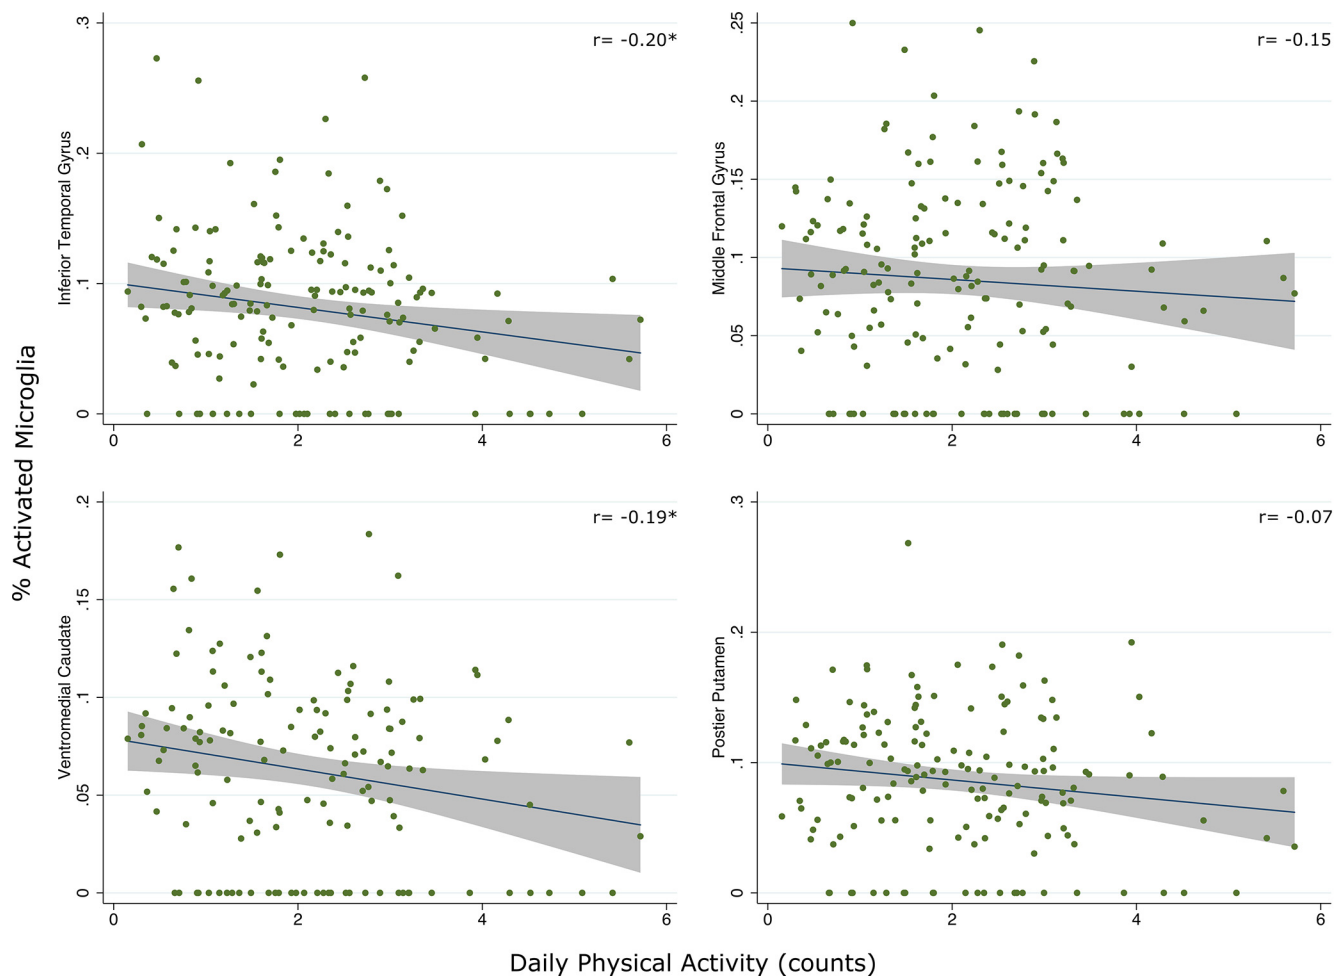 r= -0.20*
Inferior Temporal Gyrus
.3
.2
.1
0
0 2 4 6
r= -0.15
Middle Frontal Gyrus
.25
.2
.15
.1
.05
0
0 2 4 6
% Activated Microglia
r= -0.19*
Ventromedial Caudate
.2
.15
.1
.05
0
0 2 4 6
r= -0.07
Postier Putamen
.3
.2
.1
0
0 2 4 6
Daily Physical Activity (counts)